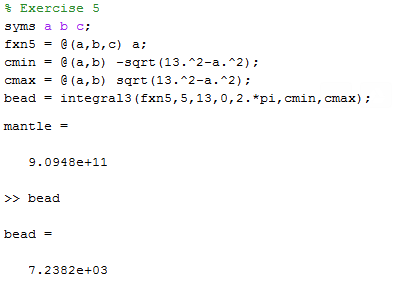 % Exercise 5
syms a b c;
fxn5 = @(a,b,c) a;
cmin = @(a,b) -sqrt(13.^2-a.^2);
cmax = @(a,b) sqrt(13.^2-a.^2);
bead = integral3(fxn5,5,13,0,2.*pi,cmin,cmax);
mantle =
9.0948e+11
>> bead
bead =
7.2382e+03